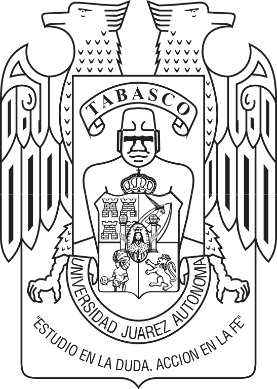 TABASCO
UNIVERSIDAD JUAREZ AUTONOMA
"ESTUDIO EN LA DUDA. ACCION EN LA FE"